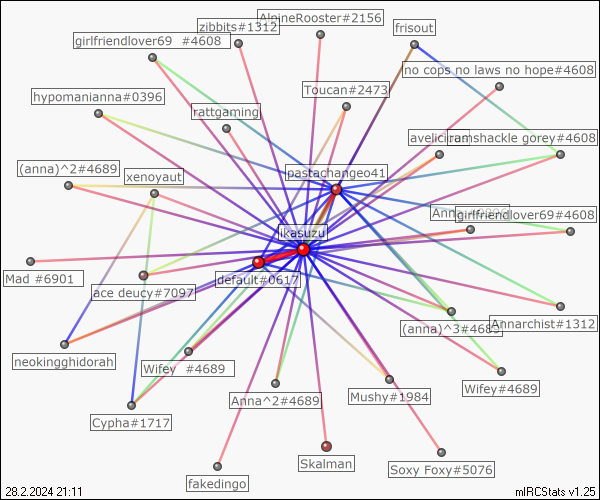 AlpineRooster#2156
zibbits#1312
frisout
girlfriendlover69 #4608
no cops no laws no hope#4608
Toucan#2473
hypomanianna#0396
rattgaming
ramshackle gorey#4608
(anna)^2#4689
xenoyaut
pastachangeo41
girlfriendlover69#4608
ikasuzu
Mad #6901
default#0617
ace deucy#7097
Annarchist#1312
(anna)^3#4689
neokingghidorah
Wifey #4689
Wifey#4689
Mushy#1984
Anna^2#4689
Cypha#1717
Skalman
Soxy Foxy#5076
fakedingo
28.2.2024 21:11
mIRCStats v1.25